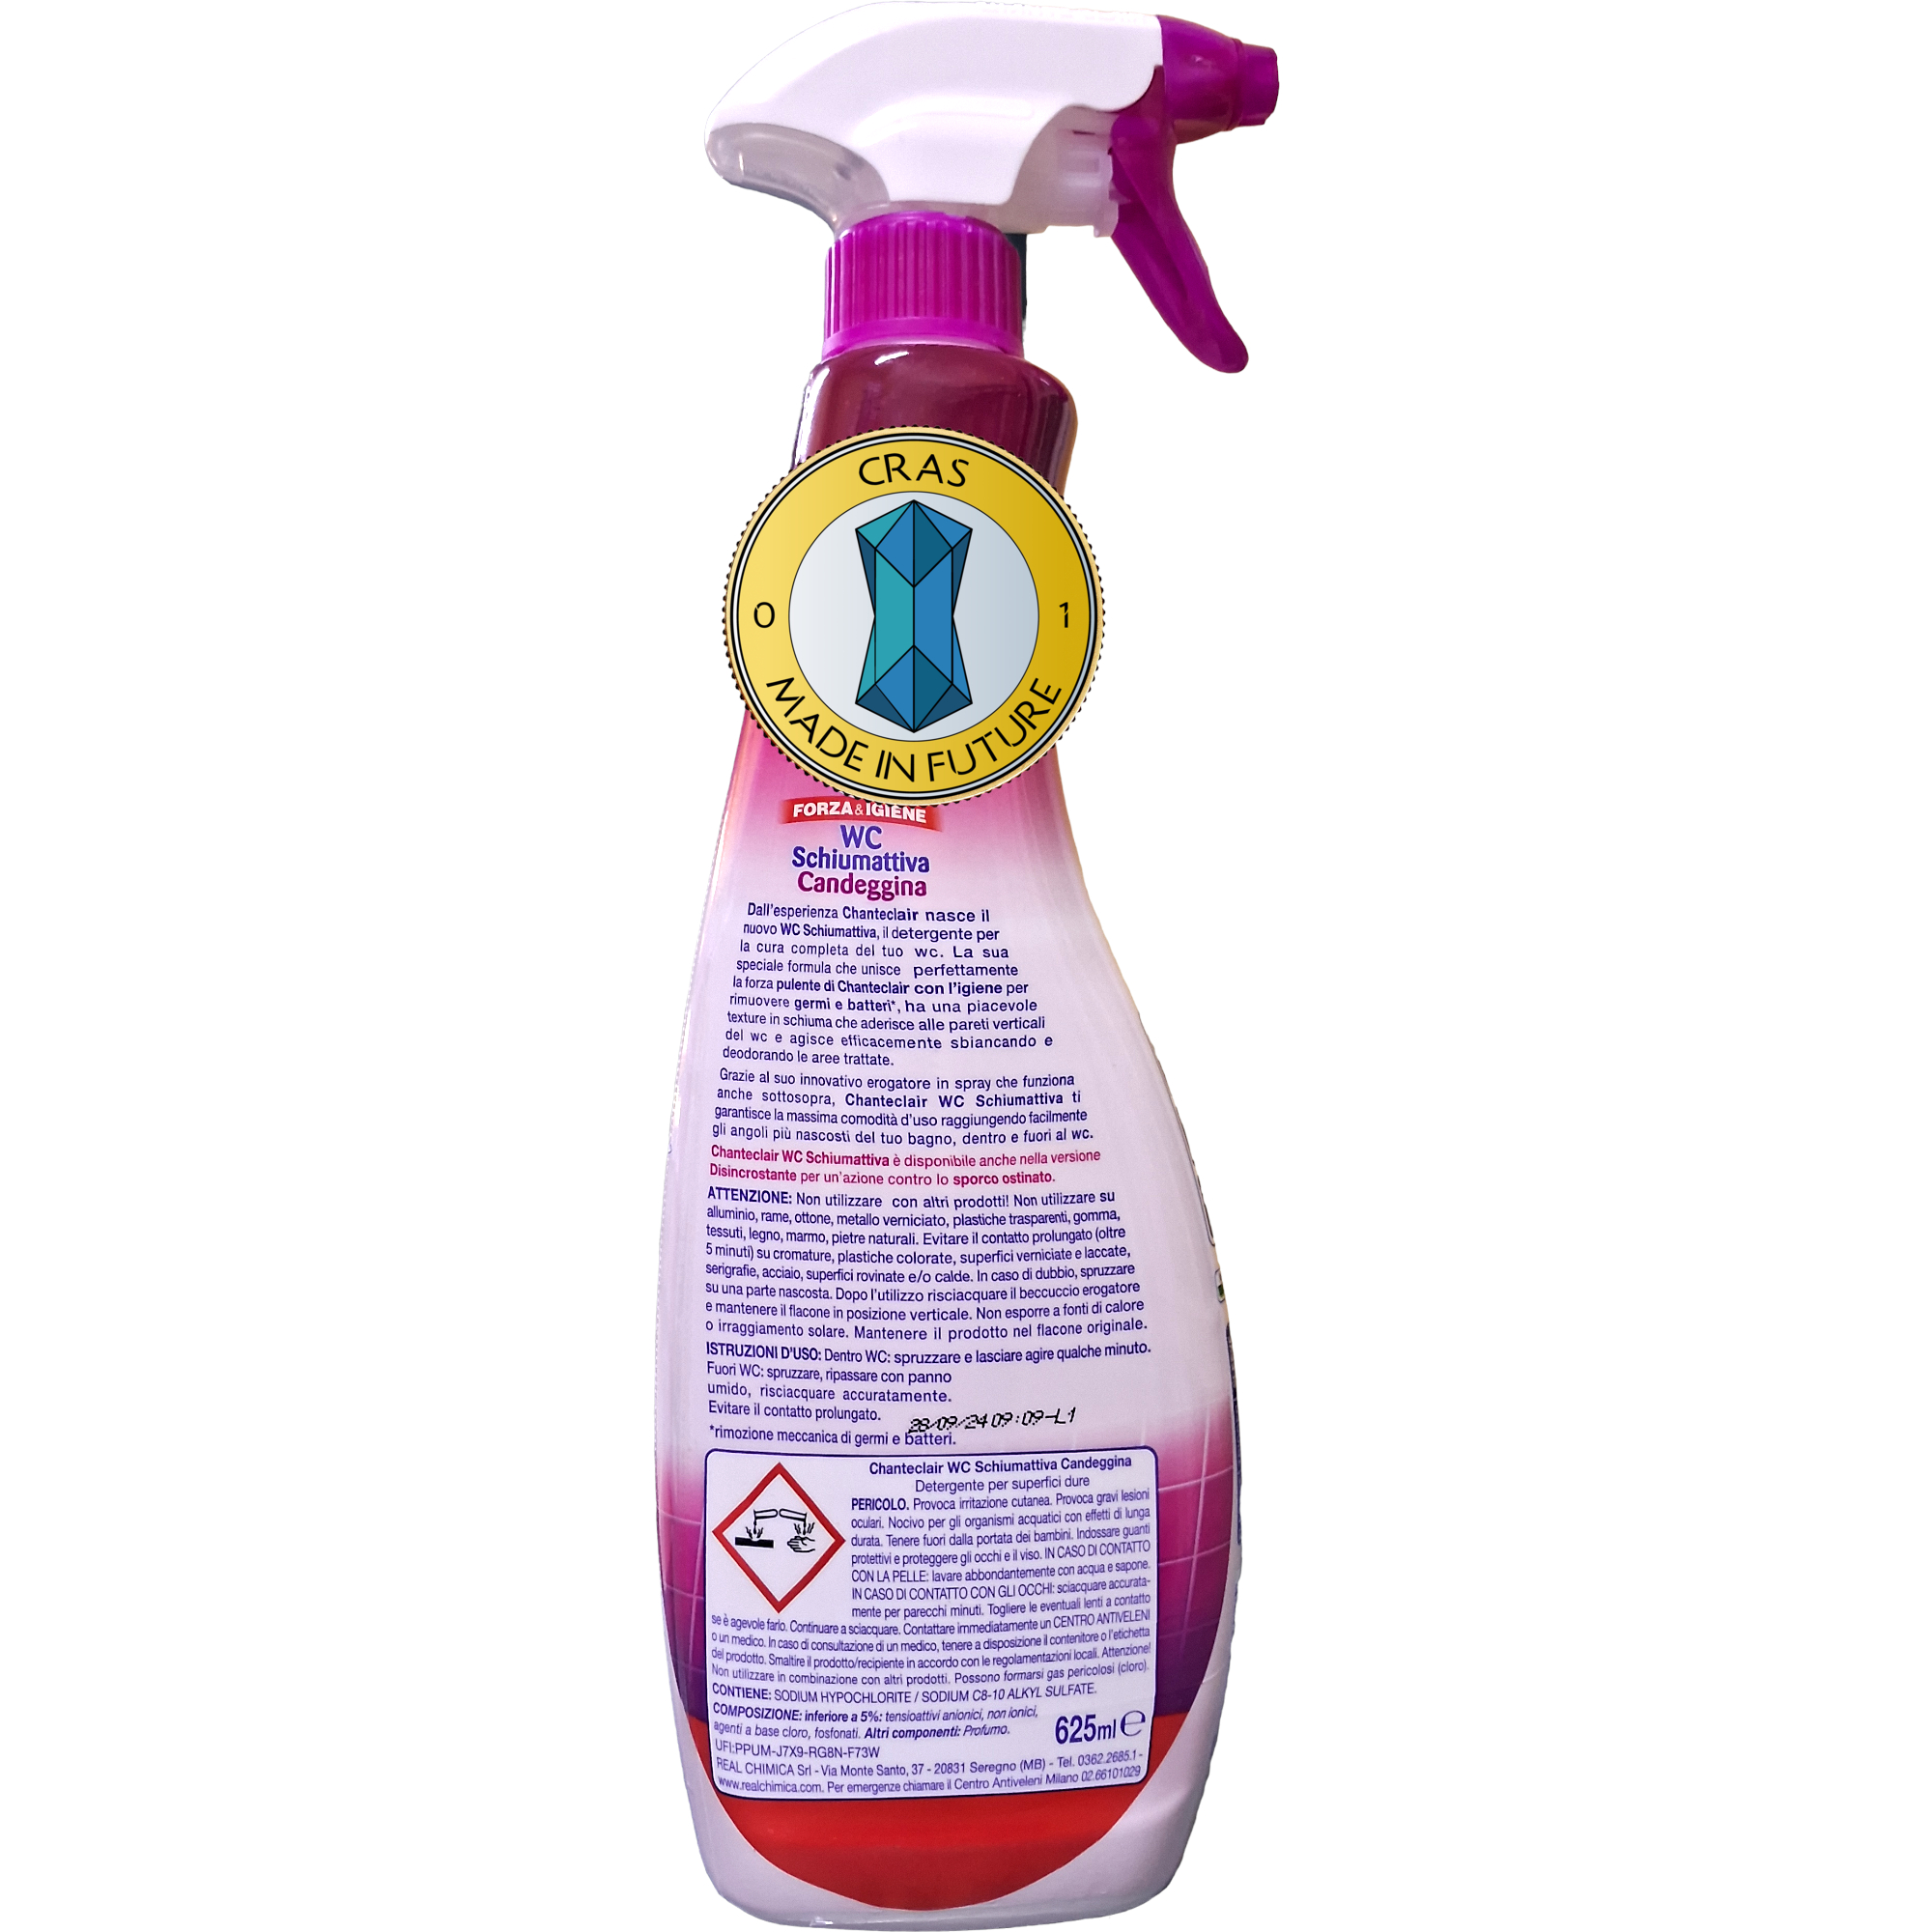 CRAS
0 1
MADE IN FUTURE
FORZA & IGIENE
WC
Schiumattiva
Candeggina
Dall'esperienza Chanteclair nasce il
nuovo WC Schiumattiva, il detergente per
la cura completa del tuo wc. La sua
speciale formula che unisce perfettamente
la forza pulente di Chanteclair con l'igiene per
rimuovere germi e batteri*, ha una piacevole
texture in schiuma che aderisce alle pareti verticali
del wc e agisce efficacemente sbiancando e
deodorando le aree trattate.
Grazie al suo innovativo erogatore in spray che funziona
anche sottosopra, Chanteclair WC Schiumattiva ti
garantisce la massima comodità d'uso raggiungendo facilmente
gli angoli più nascosti del tuo bagno, dentro e fuori al wc.
Chanteclair WC Schiumattiva è disponibile anche nella versione
Disincrostante per un'azione contro lo sporco ostinato.
ATTENZIONE: Non utilizzare con altri prodotti! Non utilizzare su
alluminio, rame, ottone, metallo verniciato, plastiche trasparenti, gomma,
tessuti, legno, marmo, pietre naturali. Evitare il contatto prolungato (oltre
5 minuti) su cromature, plastiche colorate, superfici verniciate e laccate,
serigrafie, acciaio, superfici rovinate e/o calde. In caso di dubbio, spruzzare
su una parte nascosta. Dopo l'utilizzo risciacquare il beccuccio erogatore
e mantenere il flacone in posizione verticale. Non esporre a fonti di calore
o irraggiamento solare. Mantenere il prodotto nel flacone originale.
ISTRUZIONI D'USO: Dentro WC: spruzzare e lasciare agire qualche minuto.
Fuori WC: spruzzare, ripassare con panno
umido, risciacquare accuratamente.
Evitare il contatto prolungato.
28/09/24 09:09-L1
*rimozione meccanica di germi e batteri.
Chanteclair WC Schiumattiva Candeggina
Detergente per superfici dure
PERICOLO. Provoca irritazione cutanea. Provoca gravi lesioni
oculari. Nocivo per gli organismi acquatici con effetti di lunga
durata. Tenere fuori dalla portata dei bambini. Indossare guanti
protettivi e proteggere gli occhi e il viso. IN CASO DI CONTATTO
CON LA PELLE: lavare abbondantemente con acqua e sapone.
IN CASO DI CONTATTO CON GLI OCCHI: sciacquare accurata-
mente per parecchi minuti. Togliere le eventuali lenti a contatto
se è agevole farlo. Continuare a sciacquare. Contattare immediatamente un CENTRO ANTIVELENI
o un medico. In caso di consultazione di un medico, tenere a disposizione il contenitore o l'etichetta
del prodotto. Smaltire il prodotto/recipiente in accordo con le regolamentazioni locali. Attenzione!
Non utilizzare in combinazione con altri prodotti. Possono formarsi gas pericolosi (cloro).
CONTIENE: SODIUM HYPOCHLORITE / SODIUM C8-10 ALKYL SULFATE.
COMPOSIZIONE: inferiore a 5%: tensioattivi anionici, non ionici,
agenti a base cloro, fosfonati. Altri componenti: Profumo.
625ml e
UFI:PPUM-J7X9-RG8N-F73W
REAL CHIMICA Srl - Via Monte Santo, 37 - 20831 Seregno (MB) - Tel. 0362.2685.1 -
www.realchimica.com. Per emergenze chiamare il Centro Antiveleni Milano 02.66101029